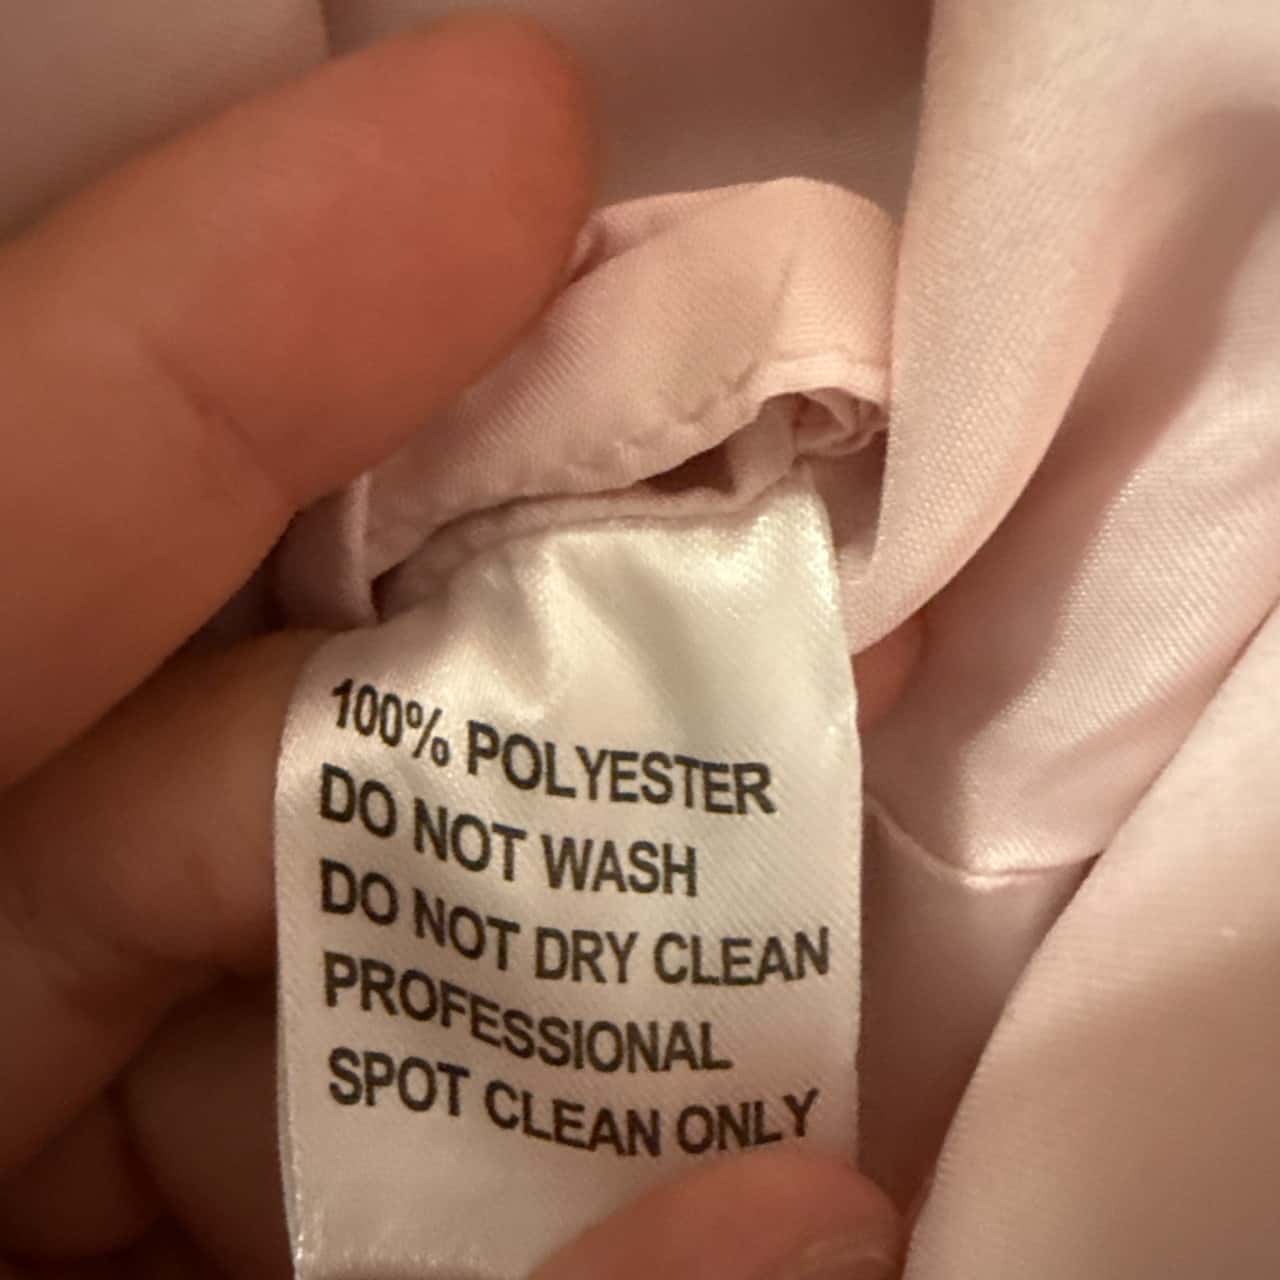 100% POLYESTER
DO NOT WASH
DO NOT DRY CLEAN
PROFESSIONAL
SPOT CLEAN ONLY